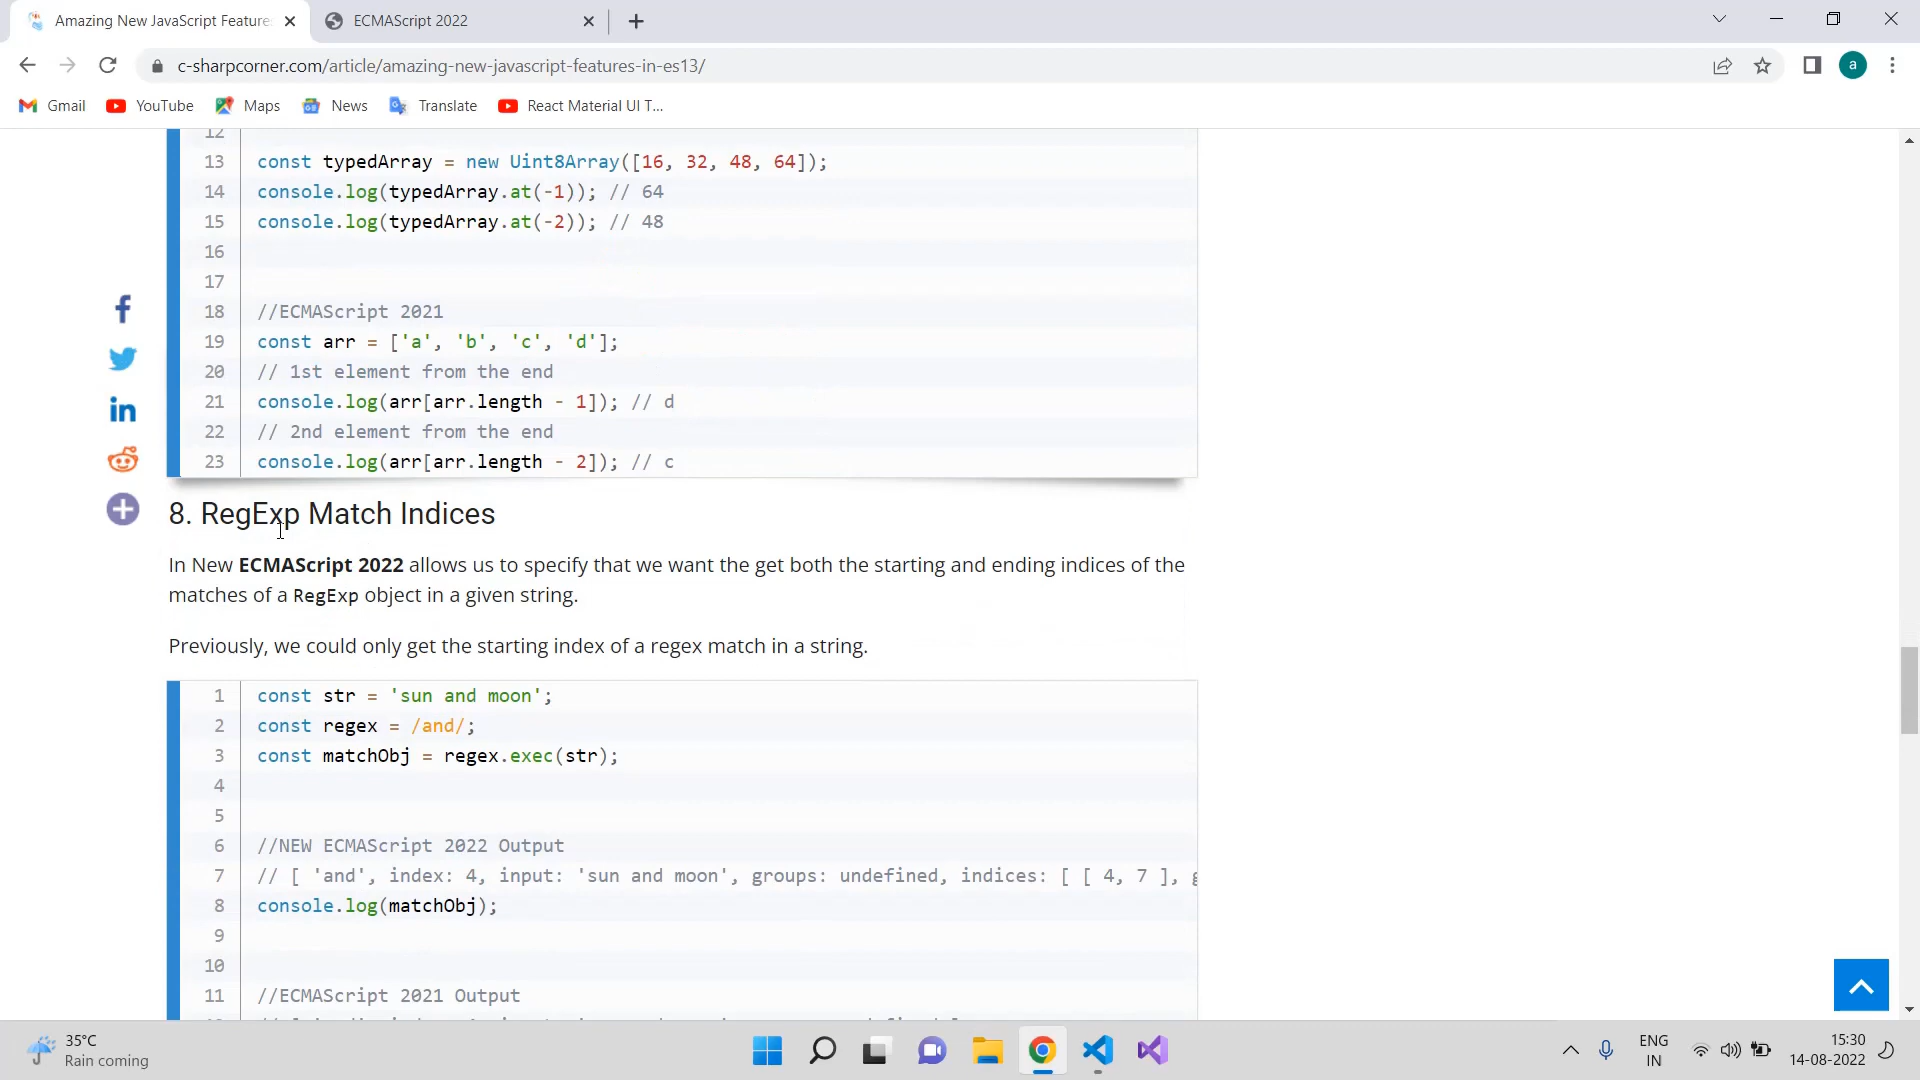 Amazing New JavaScript Feature
ECMAScript 2022
c-sharpcorner.com/article/amazing-new-javascript-features-in-es13/
a
Gmail
YouTube
Maps
News
Translate
React Material UI T...
12
13 const typedArray = new Uint8Array([16, 32, 48, 64]);
14 console.log(typedArray.at(-1)); // 64
15 console.log(typedArray.at(-2)); // 48
16
17
18 //ECMAScript 2021
19 const arr = ['a', 'b', 'c', 'd'];
20 // 1st element from the end
21 console.log(arr[arr.length - 1]); // d
22 // 2nd element from the end
23 console.log(arr[arr.length - 2]); // c
8. RegExp Match Indices
In New ECMAScript 2022 allows us to specify that we want the get both the starting and ending indices of the
matches of a RegExp object in a given string.
Previously, we could only get the starting index of a regex match in a string.
1 const str = 'sun and moon';
2 const regex = /and/;
3 const matchObj = regex.exec(str);
4
5
6 //NEW ECMAScript 2022 Output
7 // [ 'and', index: 4, input: 'sun and moon', groups: undefined, indices: [ [ 4, 7 ], g
8 console.log(matchObj);
9
10
11 //ECMAScript 2021 Output
35°C
Rain coming
ENG
IN
15:30
14-08-2022